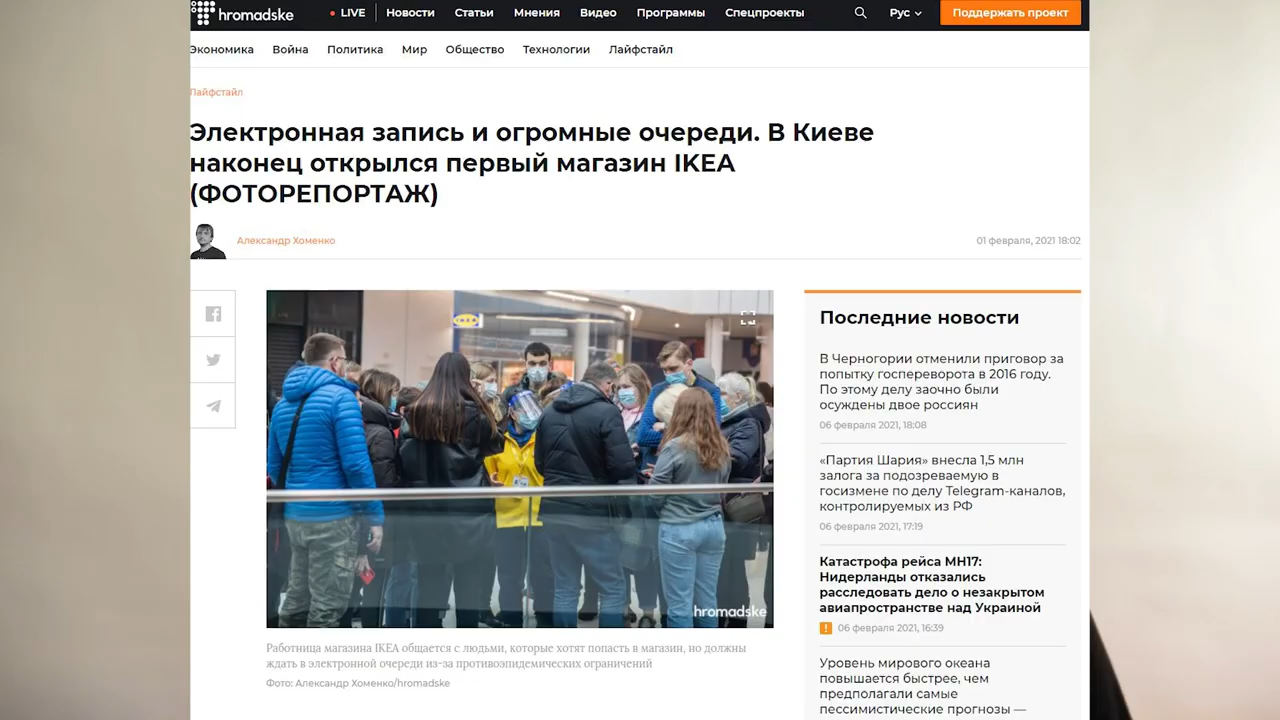 hromadske
LIVE
Новости
Статьи
Мнения
Видео
Программы
Спецпроекты
Рус
Поддержать проект
Экономика
Война
Политика
Мир
Общество
Технологии
Лайфстайл
Лайфстайл
Электронная запись и огромные очереди. В Киеве
наконец открылся первый магазин IKEA
(ФОТОРЕПОРТАЖ)
Александр Хоменко
01 февраля, 2021 18:02
IKEA
hromadske
Работница магазина IKEA общается с людьми, которые хотят попасть в магазин, но должны
ждать в электронной очереди из-за противоэпидемических ограничений
Фото: Александр Хоменко/hromadske
Последние новости
В Черногории отменили приговор за
попытку госпереворота в 2016 году.
По этому делу заочно были
осуждены двое россиян
06 февраля 2021, 18:08
«Партия Шария» внесла 1,5 млн
залога за подозреваемую в
госизмене по делу Telegram-каналов,
контролируемых из РФ
06 февраля 2021, 17:19
Катастрофа рейса MH17:
Нидерланды отказались
расследовать дело о незакрытом
авиапространстве над Украиной
! 06 февраля 2021, 16:39
Уровень мирового океана
повышается быстрее, чем
предполагали самые
пессимистические прогнозы —